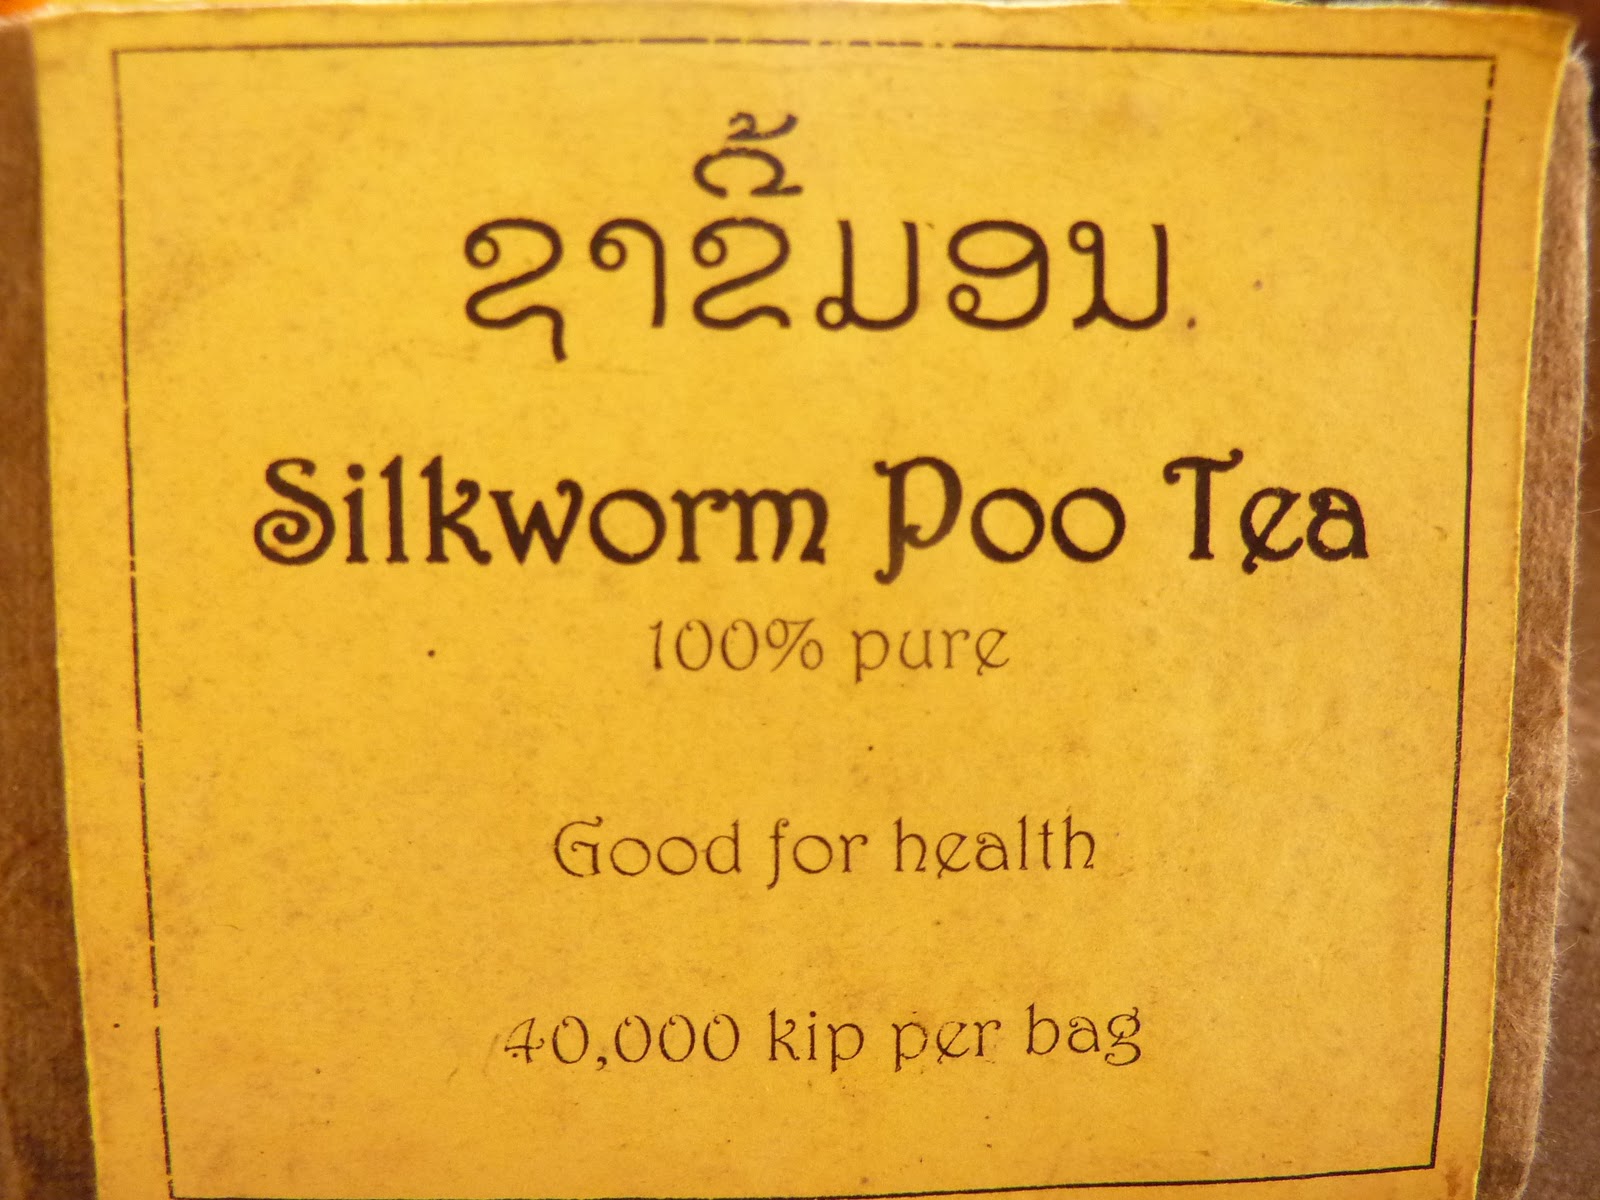 ຊາຂີ້ມອນ
Silkworm Poo Tea
100% pure
Good for health
40,000 kip per bag